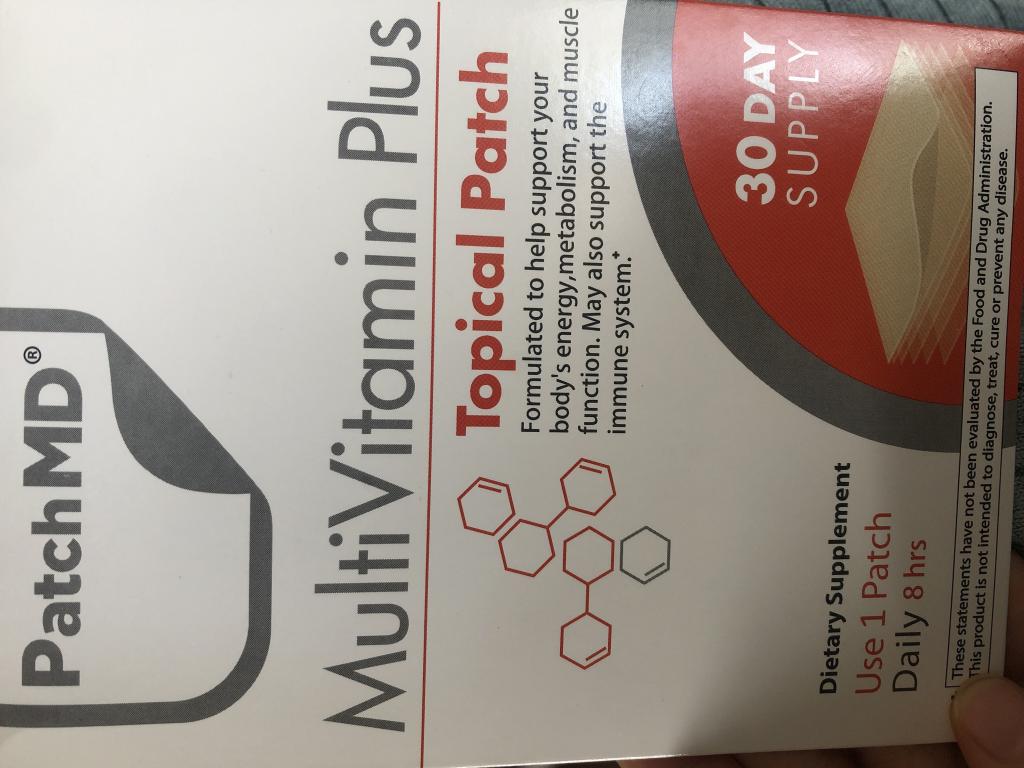 PatchMD®
MultiVitamin Plus
Topical Patch
Formulated to help support your
body's energy,metabolism, and muscle
function. May also support the
immune system.*
30 DAY
SUPPLY
Dietary Supplement
Use 1 Patch
Daily 8 hrs
These statements have not been evaluated by the Food and Drug Administration.
This product is not intended to diagnose, treat, cure or prevent any disease.